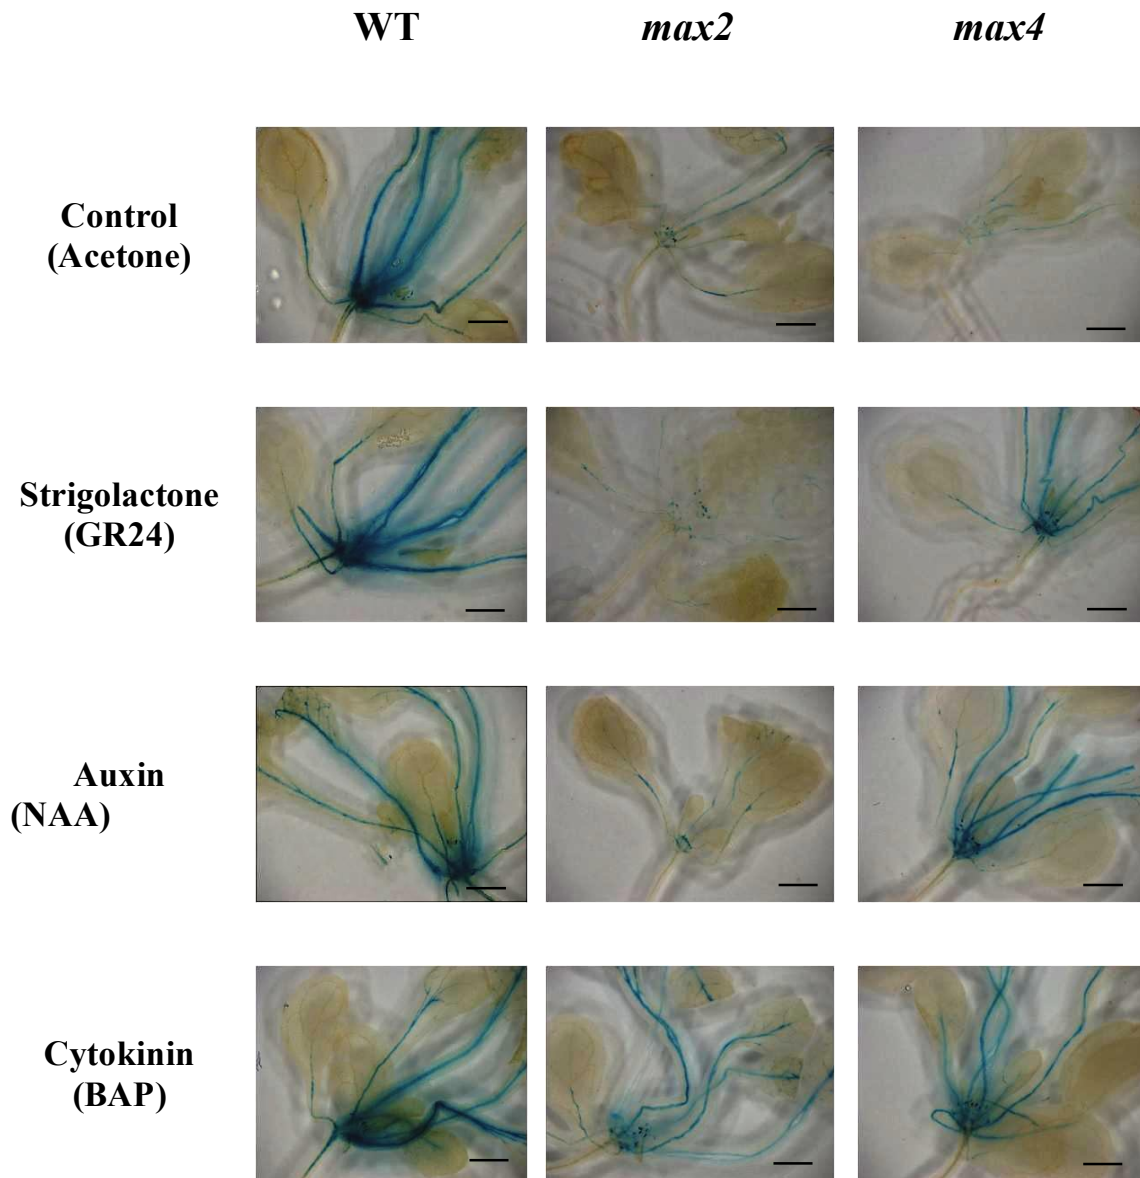 WT max2 max4
Control
(Acetone)
Strigolactone
(GR24)
Auxin
(NAA)
Cytokinin
(BAP)